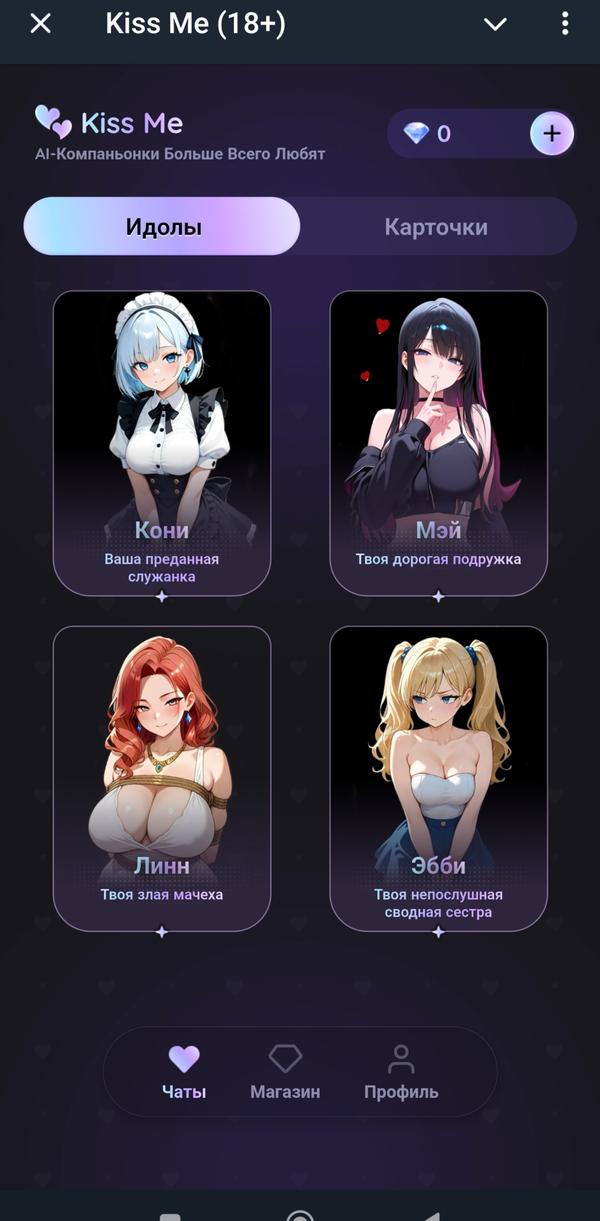 Kiss Me (18+)
Kiss Me
0
AI-Компаньонки Больше Всего Любят
Идолы
Карточки
Кони
Ваша преданная
служанка
Мэй
Твоя дорогая подружка
Линн
Твоя злая мачеха
Эбби
Твоя непослушная
сводная сестра
Чаты
Магазин
Профиль